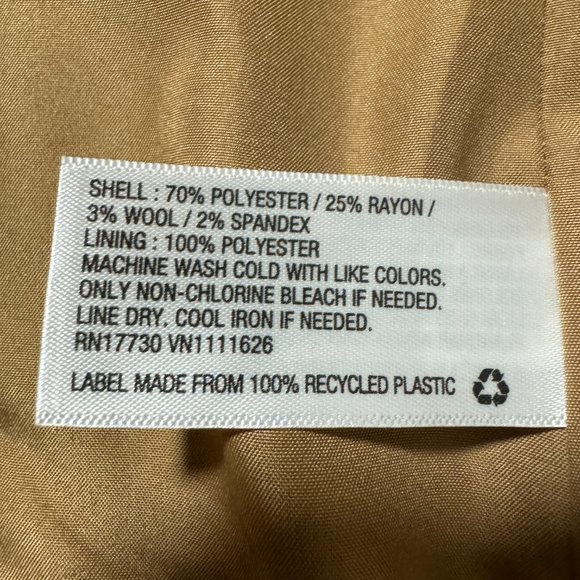 SHELL : 70% POLYESTER / 25% RAYON /
3% WOOL / 2% SPANDEX
LINING : 100% POLYESTER
MACHINE WASH COLD WITH LIKE COLORS.
ONLY NON-CHLORINE BLEACH IF NEEDED.
LINE DRY. COOL IRON IF NEEDED.
RN17730 VN1111626
LABEL MADE FROM 100% RECYCLED PLASTIC